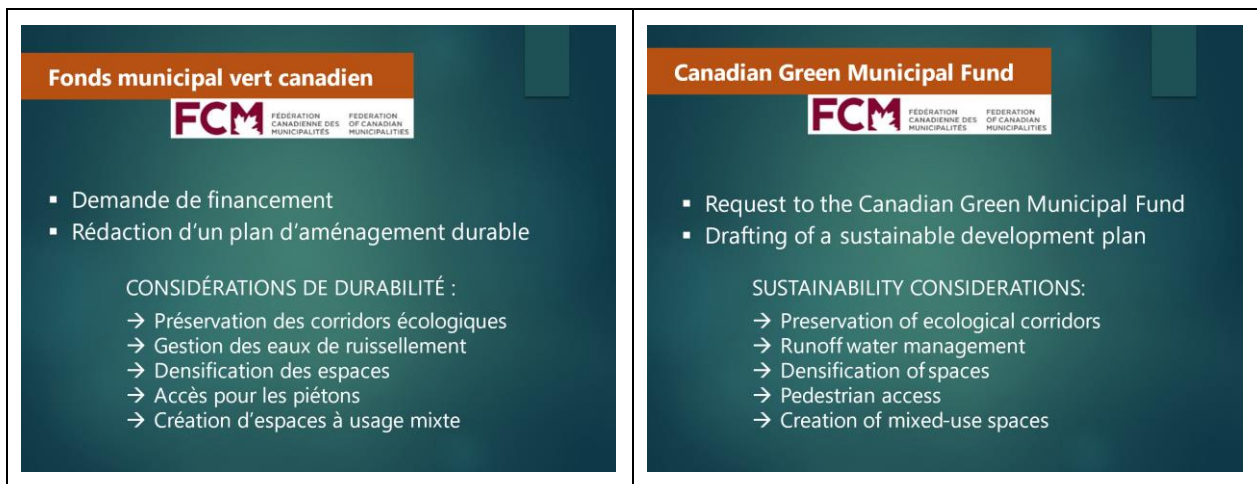 Fonds municipal vert canadien
FCM
FÉDÉRATION
CANADIENNE DES
MUNICIPALITÉS
FEDERATION
OF CANADIAN
MUNICIPALITIES
▪ Demande de financement
▪ Rédaction d'un plan d'aménagement durable
CONSIDÉRATIONS DE DURABILITÉ :
→ Préservation des corridors écologiques
→ Gestion des eaux de ruissellement
→ Densification des espaces
→ Accès pour les piétons
→ Création d'espaces à usage mixte
Canadian Green Municipal Fund
FCM
FÉDÉRATION
CANADIENNE DES
MUNICIPALITÉS
FEDERATION
OF CANADIAN
MUNICIPALITIES
▪ Request to the Canadian Green Municipal Fund
▪ Drafting of a sustainable development plan
SUSTAINABILITY CONSIDERATIONS:
→ Preservation of ecological corridors
→ Runoff water management
→ Densification of spaces
→ Pedestrian access
→ Creation of mixed-use spaces